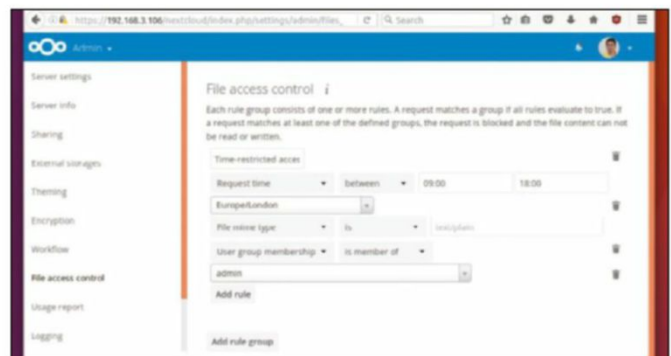 https://192.168.3.106/nextcloud/index.php/settings/admin/files_
Search
Admin
Server settings
Server info
Sharing
External storages
Theming
Encryption
Workflow
File access control
Usage report
Logging
File access control i
Each rule group consists of one or more rules. A request matches a group if all rules evaluate to true. If
a request matches at least one of the defined groups, the request is blocked and the file content can not
be read or written.
Time-restricted acces
Request time between 09:00 18:00
Europe/London
File mime type is text/plain
User group membership is member of
admin
Add rule
Add rule group